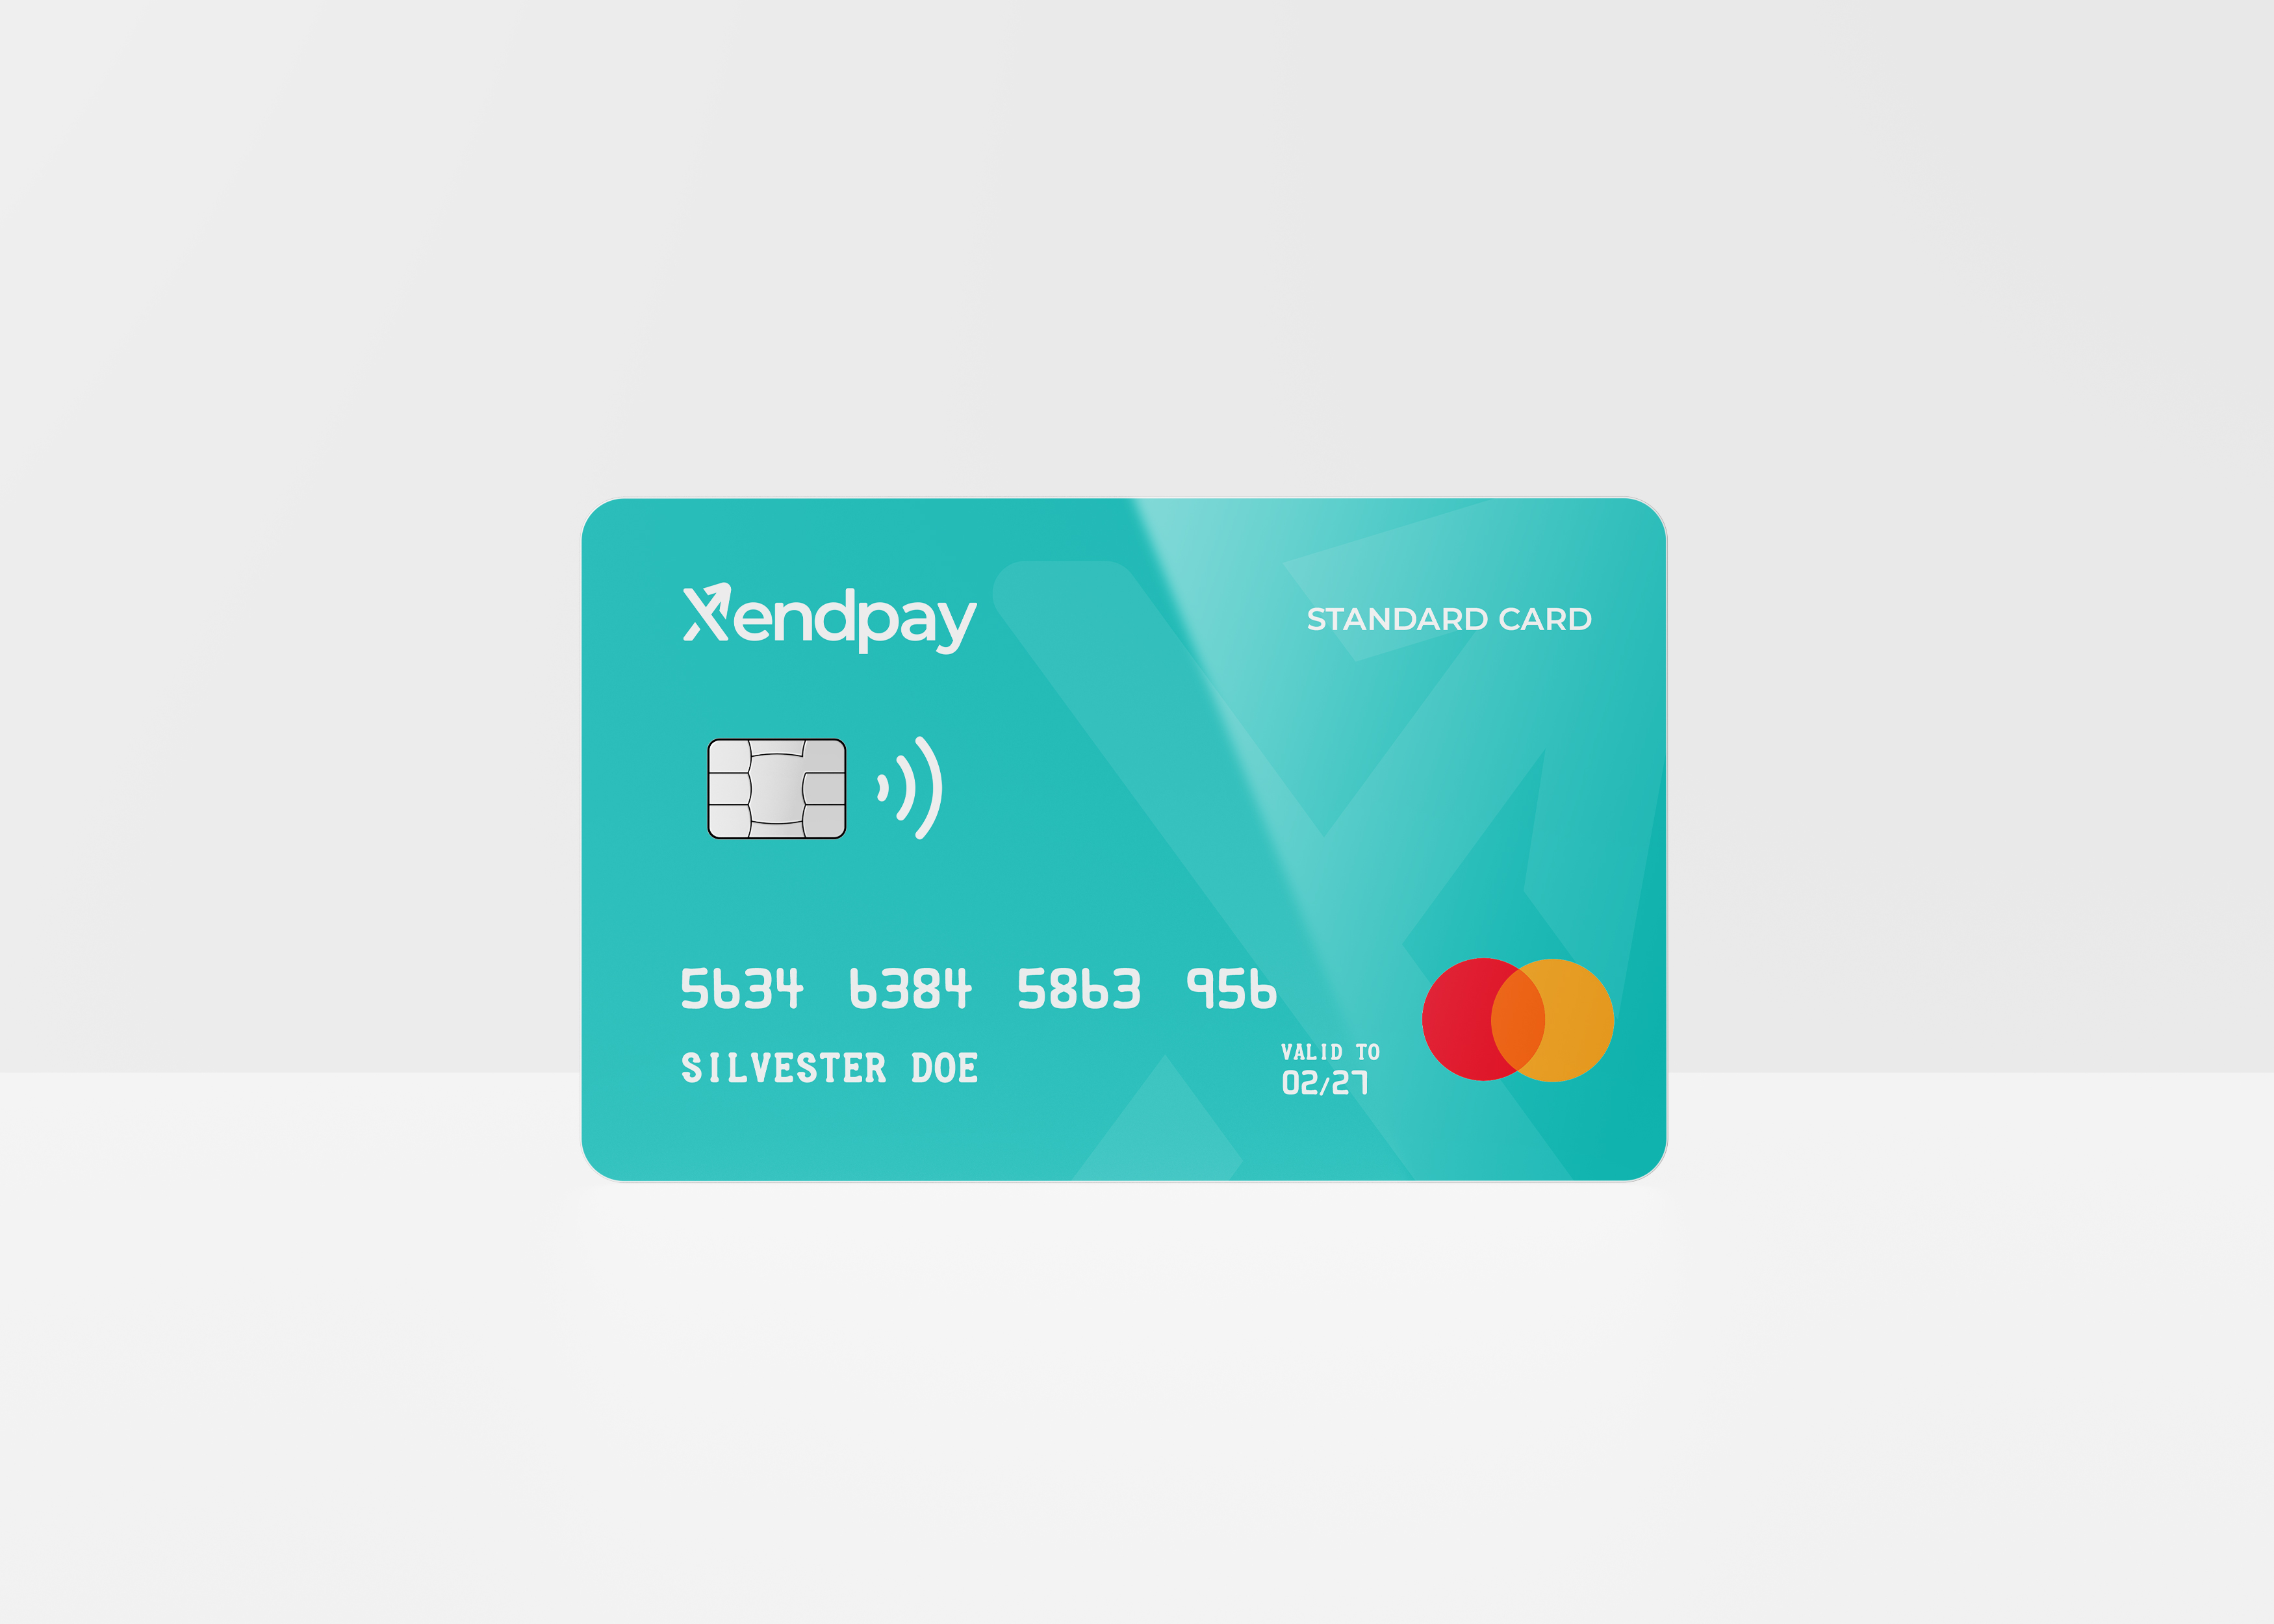 Xendpay
STANDARD CARD
5634 6384 5863 956
SILVESTER DOE
VALID TO
02/27